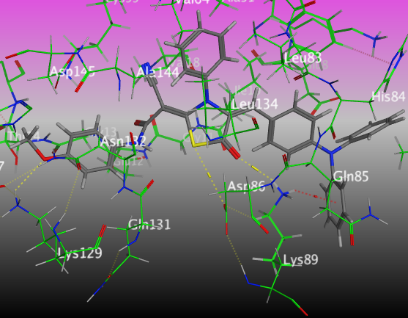 Val64
Leu83
Asp145
Ala144
His84
Leu134
Asn132
Gln85
Asp86
Gln131
Lys129
Lys89